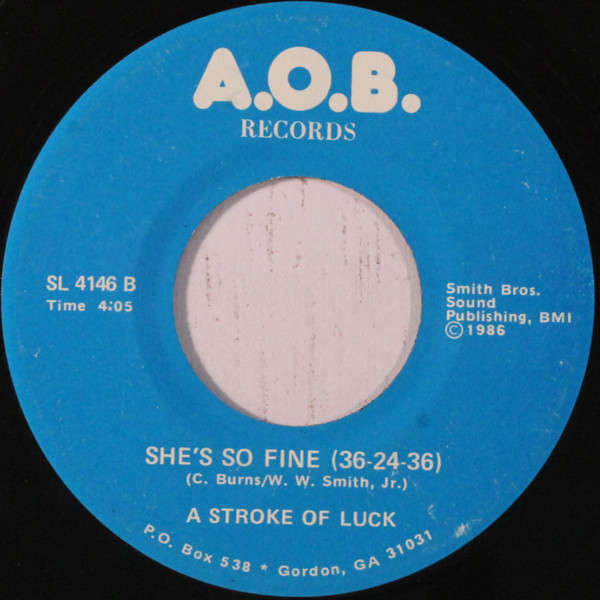 A.O.B.
RECORDS
SL 4146 B
Time 4:05
Smith Bros.
Sound
Publishing, BMI
©1986
SHE'S SO FINE (36-24-36)
(C. Burns/W. W. Smith, Jr.)
A STROKE OF LUCK
P.O. Box 538 * Gordon, GA 31031